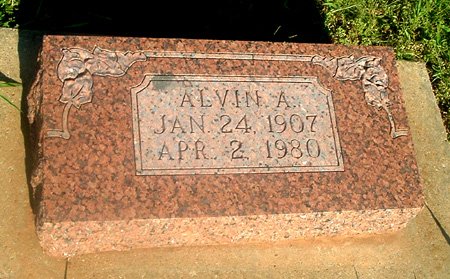 ALVIN A.
JAN. 24, 1907
APR. 2, 1980